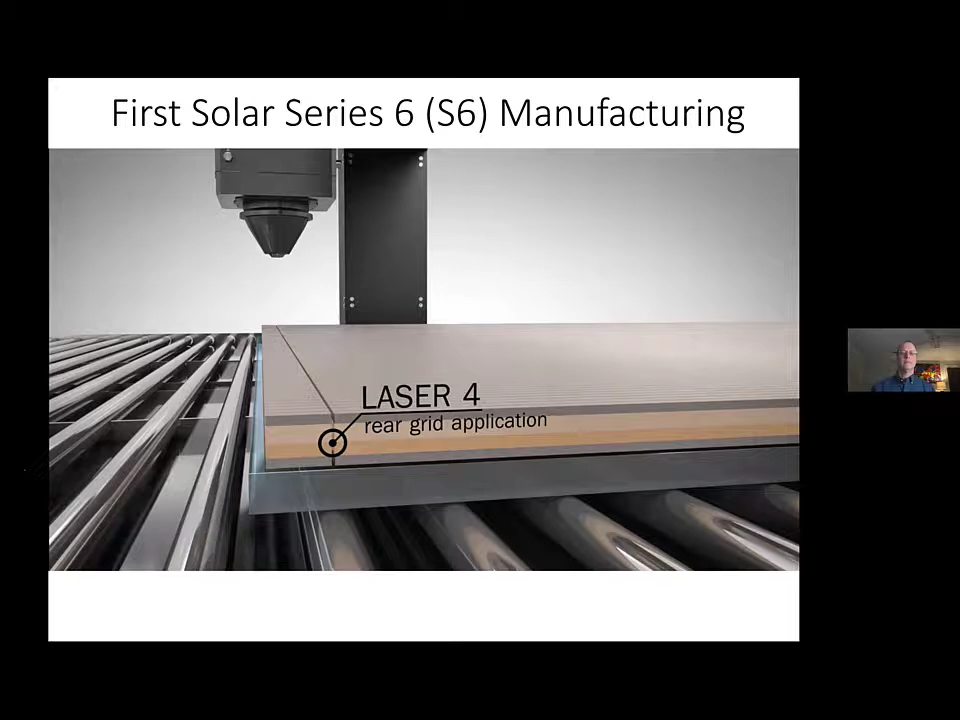 First Solar Series 6 (S6) Manufacturing
LASER 4
rear grid application